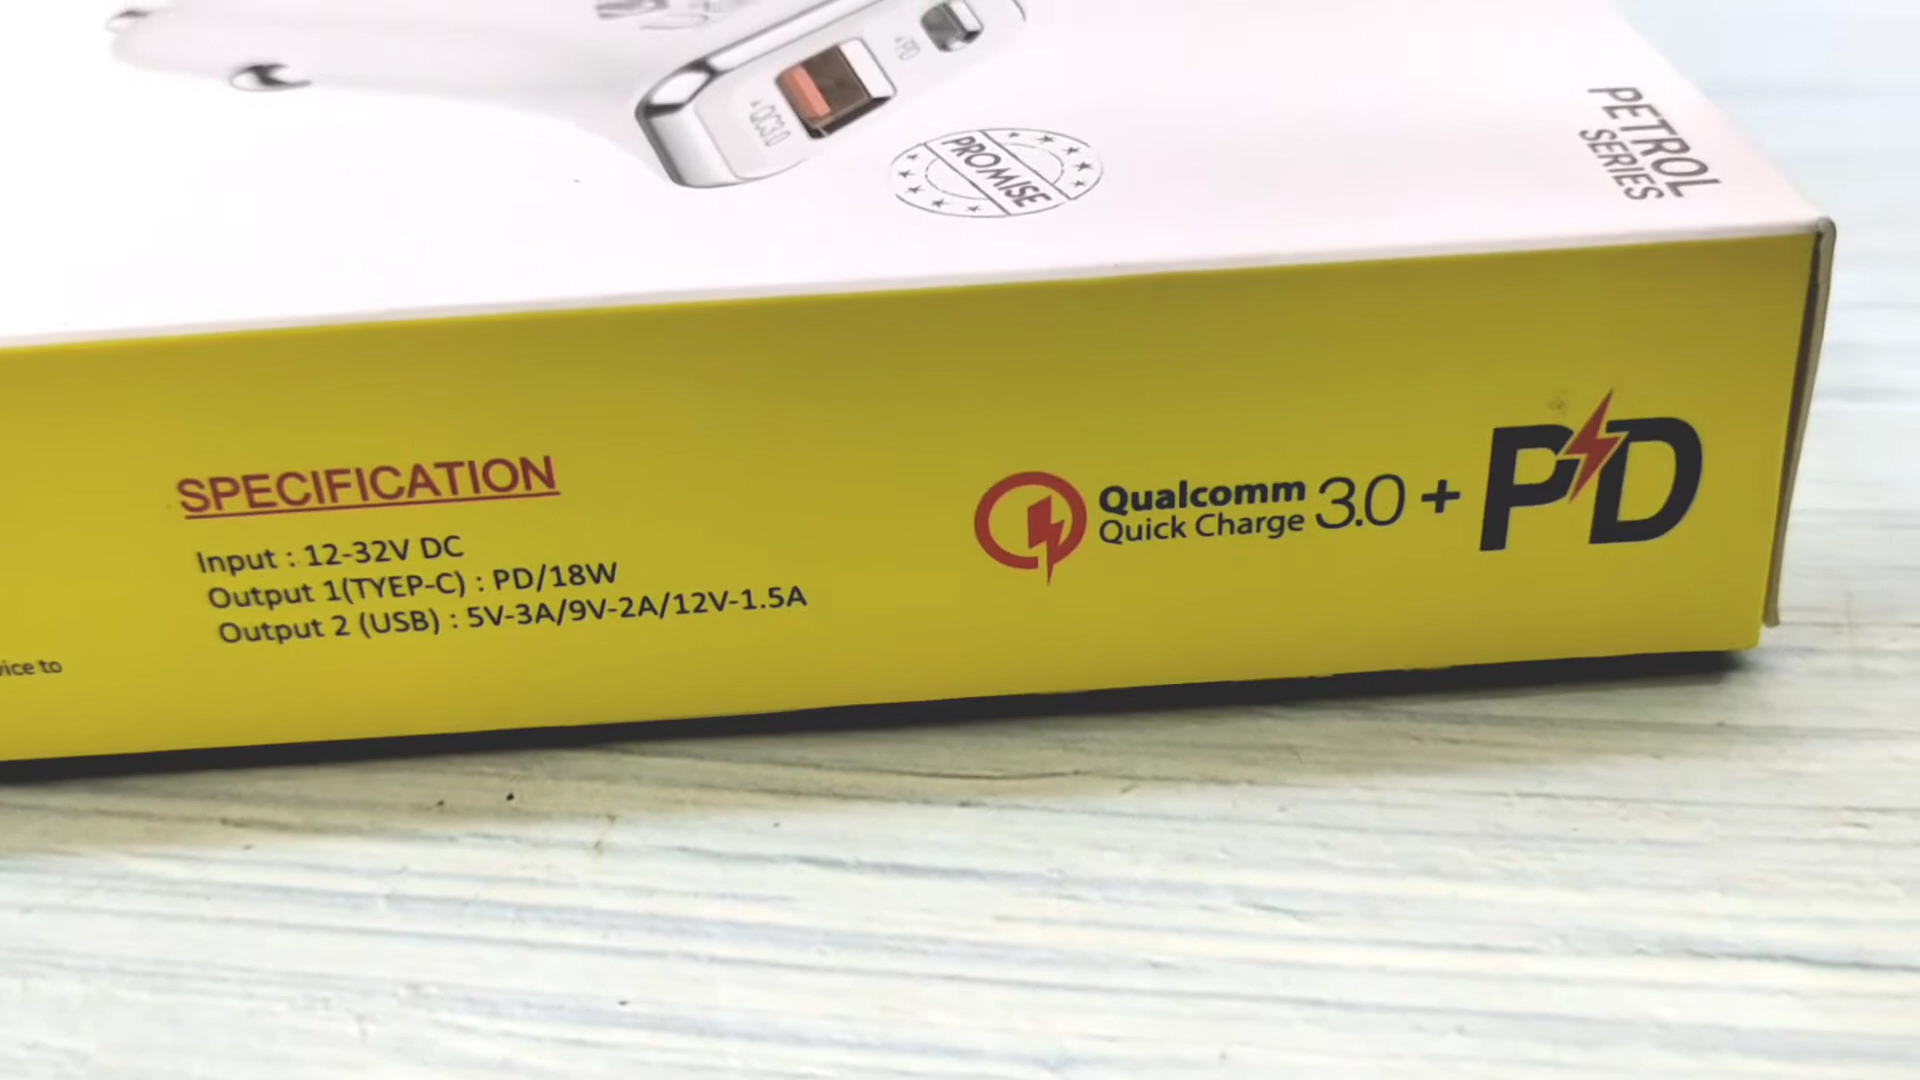 QC3.0
PD
PROMISE
PETROL
SERIES
SPECIFICATION
Input : 12-32V DC
Output 1(TYEP-C) : PD/18W
Output 2 (USB) : 5V-3A/9V-2A/12V-1.5A
Qualcomm
Quick Charge 3.0 + PD
to